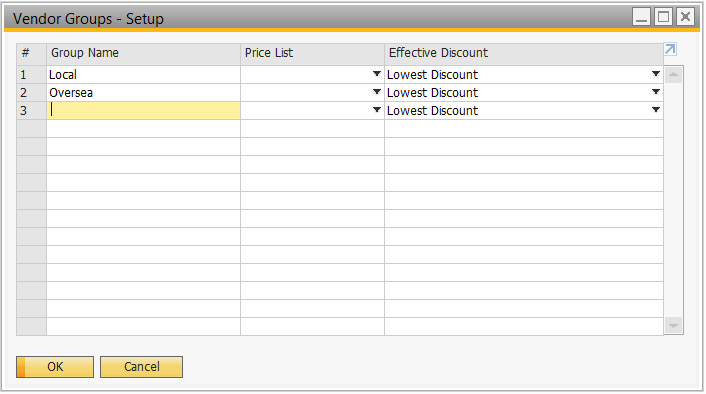 Vendor Groups - Setup
# Group Name Price List Effective Discount
1 Local Lowest Discount
2 Oversea Lowest Discount
3 Lowest Discount
OK Cancel